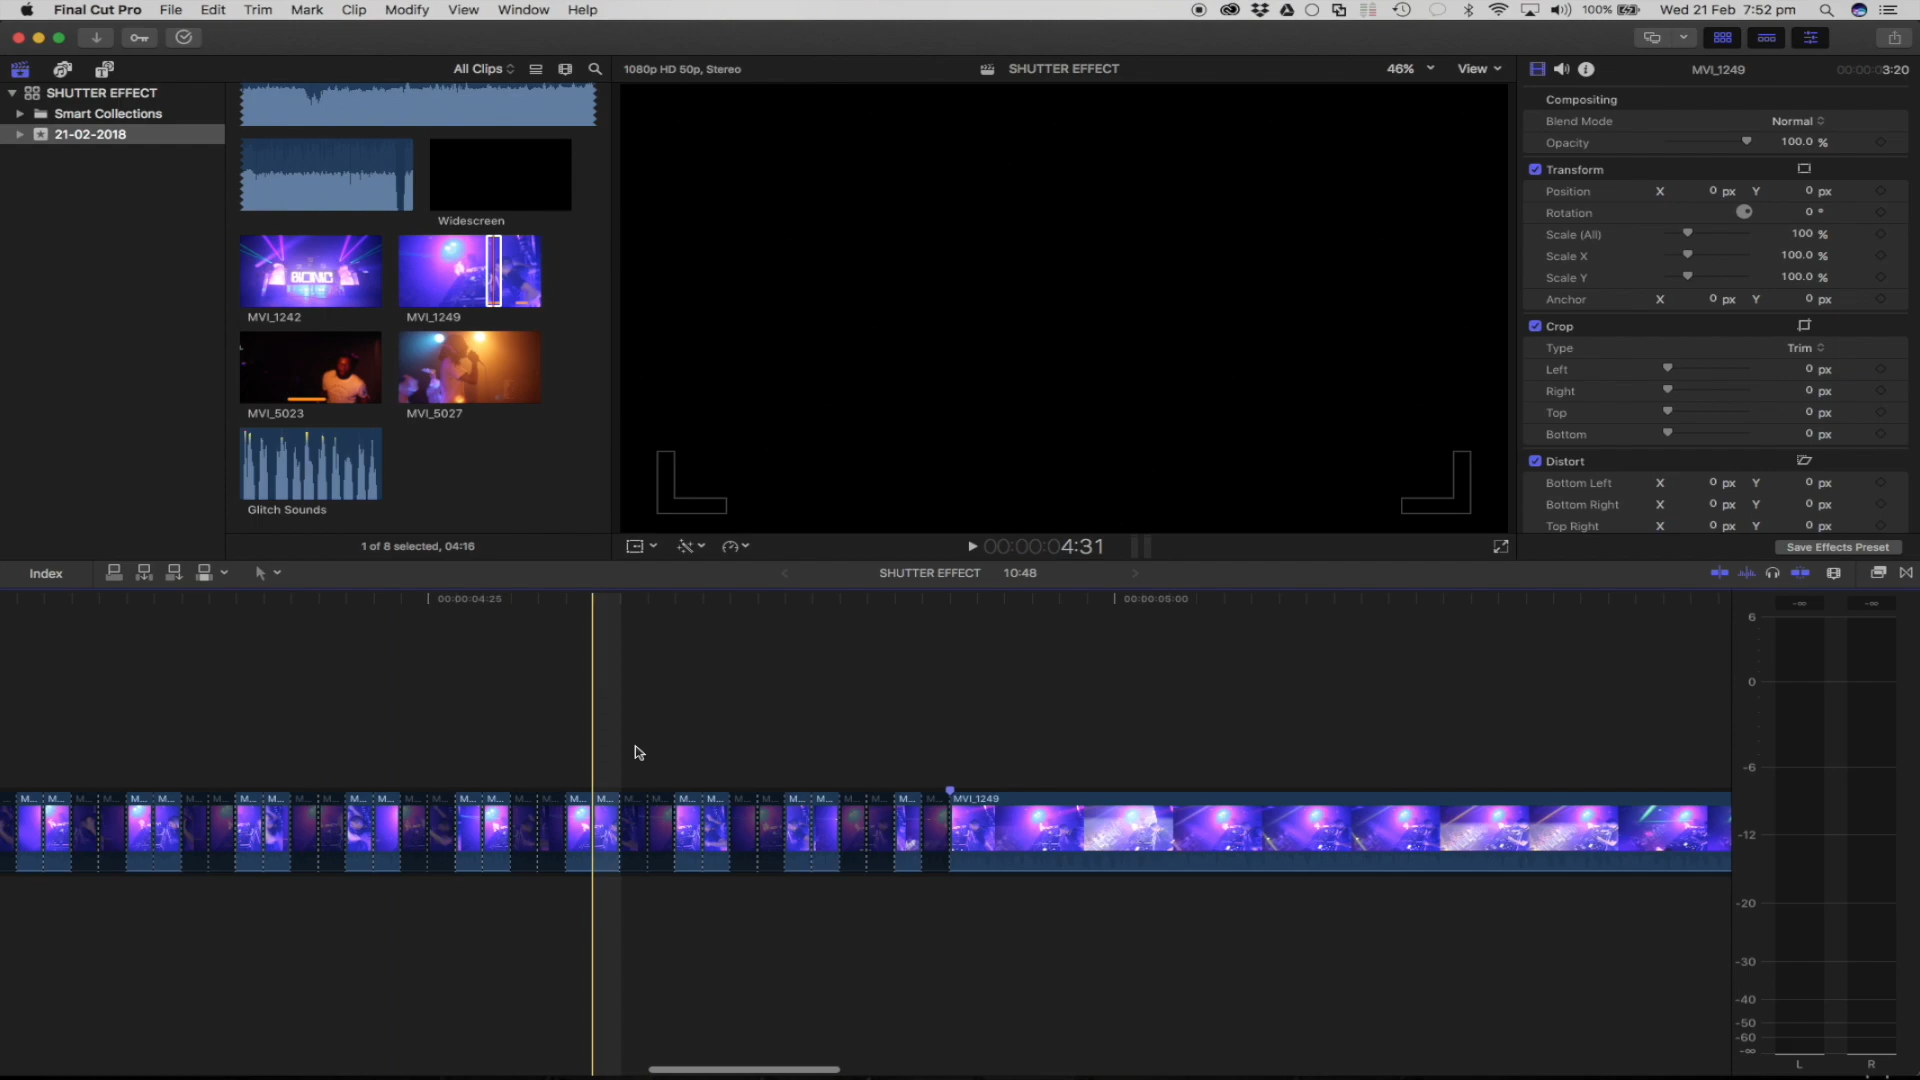 Final Cut Pro File Edit Trim Mark Clip Modify View Window Help 100% Wed 21 Feb 7:52 pm
All Clips 1080p HD 50p, Stereo SHUTTER EFFECT 46% View MVI_1249 00:00:03:20
SHUTTER EFFECT
Smart Collections
21-02-2018
Widescreen
BIONIC
MVI_1242 MVI_1249
MVI_5023 MVI_5027
Glitch Sounds
1 of 8 selected, 04:16
00:00:04:31
Compositing
Blend Mode Normal
Opacity 100.0 %
Transform
Position X 0 px Y 0 px
Rotation 0 °
Scale (All) 100 %
Scale X 100.0 %
Scale Y 100.0 %
Anchor X 0 px Y 0 px
Crop
Type Trim
Left 0 px
Right 0 px
Top 0 px
Bottom 0 px
Distort
Bottom Left X 0 px Y 0 px
Bottom Right X 0 px Y 0 px
Top Right X 0 px Y 0 px
Save Effects Preset
Index SHUTTER EFFECT 10:48
00:00:04:25 00:00:05:00
M... M... M... M... M... M... M... M... M... M... M... M... M... M... M... M... M... M... M... M... M... M... M... M... M... M... M... M... M... M... M... M... M... M... MVI_1249
-∞ -∞
6
0
-6
-12
-20
-30
-40
-50
-60
-∞
L R